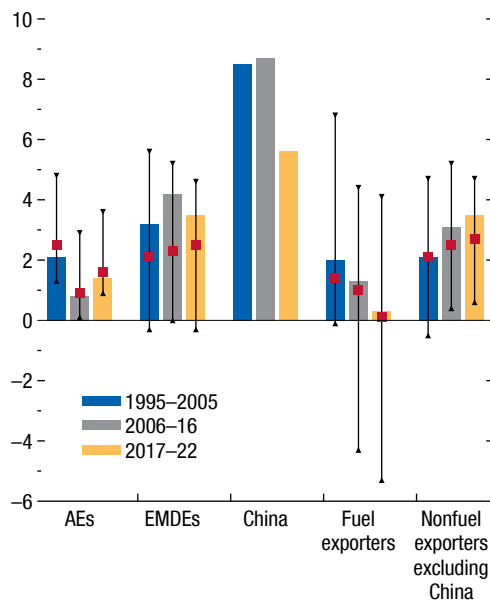 10
8
6
4
2
0
–2
–4
–6
1995–2005
2006–16
2017–22
AEs
EMDEs
China
Fuel
exporters
Nonfuel
exporters
excluding
China